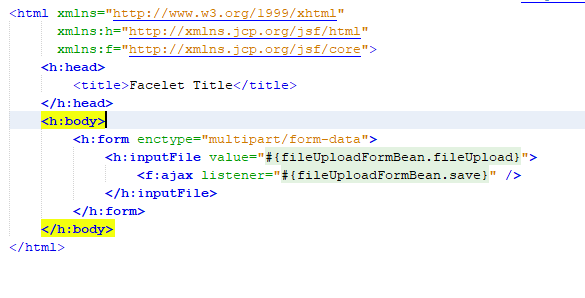 <html xmlns="http://www.w3.org/1999/xhtml"
      xmlns:h="http://xmlns.jcp.org/jsf/html"
      xmlns:f="http://xmlns.jcp.org/jsf/core">
    <h:head>
        <title>Facelet Title</title>
    </h:head>
    <h:body>
        <h:form enctype="multipart/form-data">
            <h:inputFile value="#{fileUploadFormBean.fileUpload}">
                <f:ajax listener="#{fileUploadFormBean.save}" />
            </h:inputFile>
        </h:form>
    </h:body>
</html>